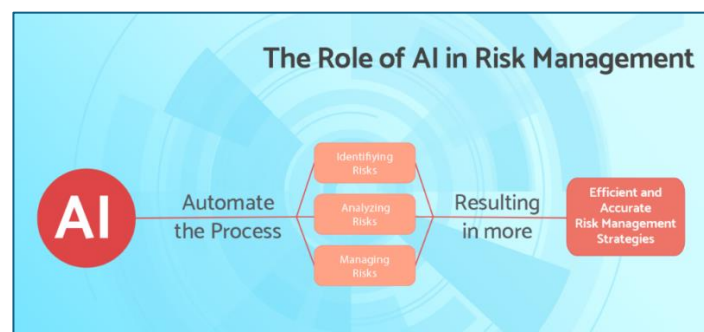 The Role of AI in Risk Management
AI
Automate
the Process
Identifiying
Risks
Analyzing
Risks
Managing
Risks
Resulting
in more
Efficient and
Accurate
Risk Management
Strategies